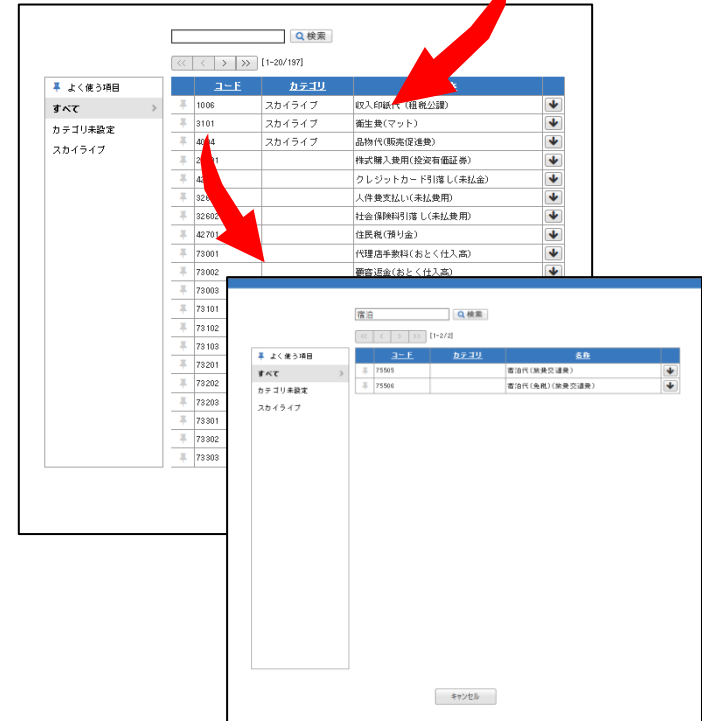 検索
<< < > >> [1-20/197]
よく使う項目
すべて >
カテゴリ未設定
スカイライブ
コード カテゴリ
1006 スカイライブ 収入印紙代(租税公課)
3101 スカイライブ 衛生費(マット)
スカイライブ 品物代(販売促進費)
株式購入費用(投資有価証券)
クレジットカード引落し(未払金)
人件費支払い(未払費用)
32602 社会保険料引落し(未払費用)
42701 住民税(預り金)
73001 代理店手数料(おとく仕入高)
73002 顧客返金(おとく仕入高)
73003
73101
73102
73103
73201
73202
73203
73301
73302
73303
宿泊 検索
<< < > >> [1-2/2]
よく使う項目
すべて >
カテゴリ未設定
スカイライブ
コード カテゴリ 名称
75505 宿泊代(旅費交通費)
75506 宿泊代(免税)(旅費交通費)
キャンセル